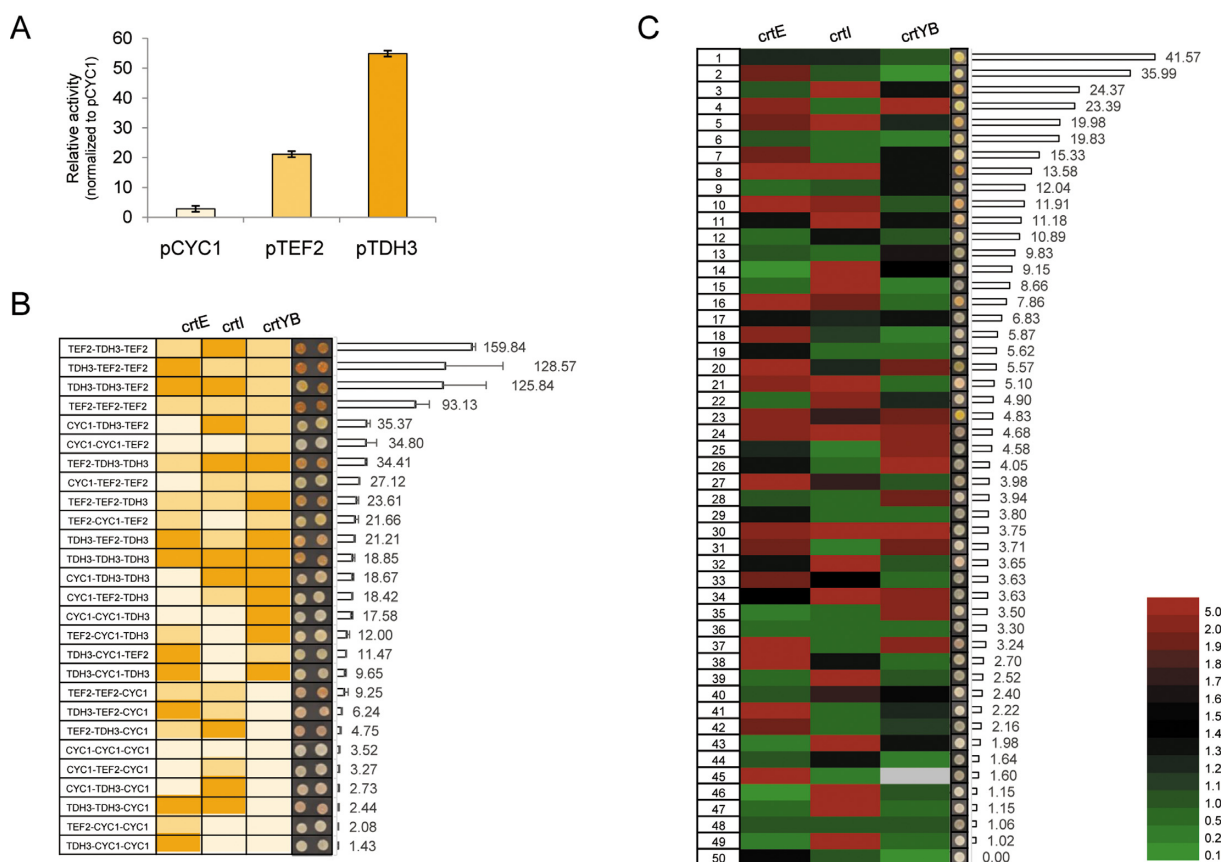 A
Relative activity
(normalized to pCYC1)
60
50
40
30
20
10
0
pCYC1 pTEF2 pTDH3
B
crtE crtI crtYB
TEF2-TDH3-TEF2 159.84
TDH3-TEF2-TEF2 128.57
TDH3-TDH3-TEF2 125.84
TEF2-TEF2-TEF2 93.13
CYC1-TDH3-TEF2 35.37
CYC1-CYC1-TEF2 34.80
TEF2-TDH3-TDH3 34.41
CYC1-TEF2-TEF2 27.12
TEF2-TEF2-TDH3 23.61
TEF2-CYC1-TEF2 21.66
TDH3-TEF2-TDH3 21.21
TDH3-TDH3-TDH3 18.85
CYC1-TDH3-TDH3 18.67
CYC1-TEF2-TDH3 18.42
CYC1-CYC1-TDH3 17.58
TEF2-CYC1-TDH3 12.00
TDH3-CYC1-TEF2 11.47
TDH3-CYC1-TDH3 9.65
TEF2-TEF2-CYC1 9.25
TDH3-TEF2-CYC1 6.24
TEF2-TDH3-CYC1 4.75
CYC1-CYC1-CYC1 3.52
CYC1-TEF2-CYC1 3.27
CYC1-TDH3-CYC1 2.73
TDH3-TDH3-CYC1 2.44
TEF2-CYC1-CYC1 2.08
TDH3-CYC1-CYC1 1.43
C
crtE crtI crtYB
1 41.57
2 35.99
3 24.37
4 23.39
5 19.98
6 19.83
7 15.33
8 13.58
9 12.04
10 11.91
11 11.18
12 10.89
13 9.83
14 9.15
15 8.66
16 7.86
17 6.83
18 5.87
19 5.62
20 5.57
21 5.10
22 4.90
23 4.83
24 4.68
25 4.58
26 4.05
27 3.98
28 3.94
29 3.80
30 3.75
31 3.71
32 3.65
33 3.63
34 3.63
35 3.50
36 3.30
37 3.24
38 2.70
39 2.52
40 2.40
41 2.22
42 2.16
43 1.98
44 1.64
45 1.60
46 1.15
47 1.15
48 1.06
49 1.02
50 0.00
5.0
2.0
1.9
1.8
1.7
1.6
1.5
1.4
1.3
1.2
1.1
1.0
0.5
0.2
0.1